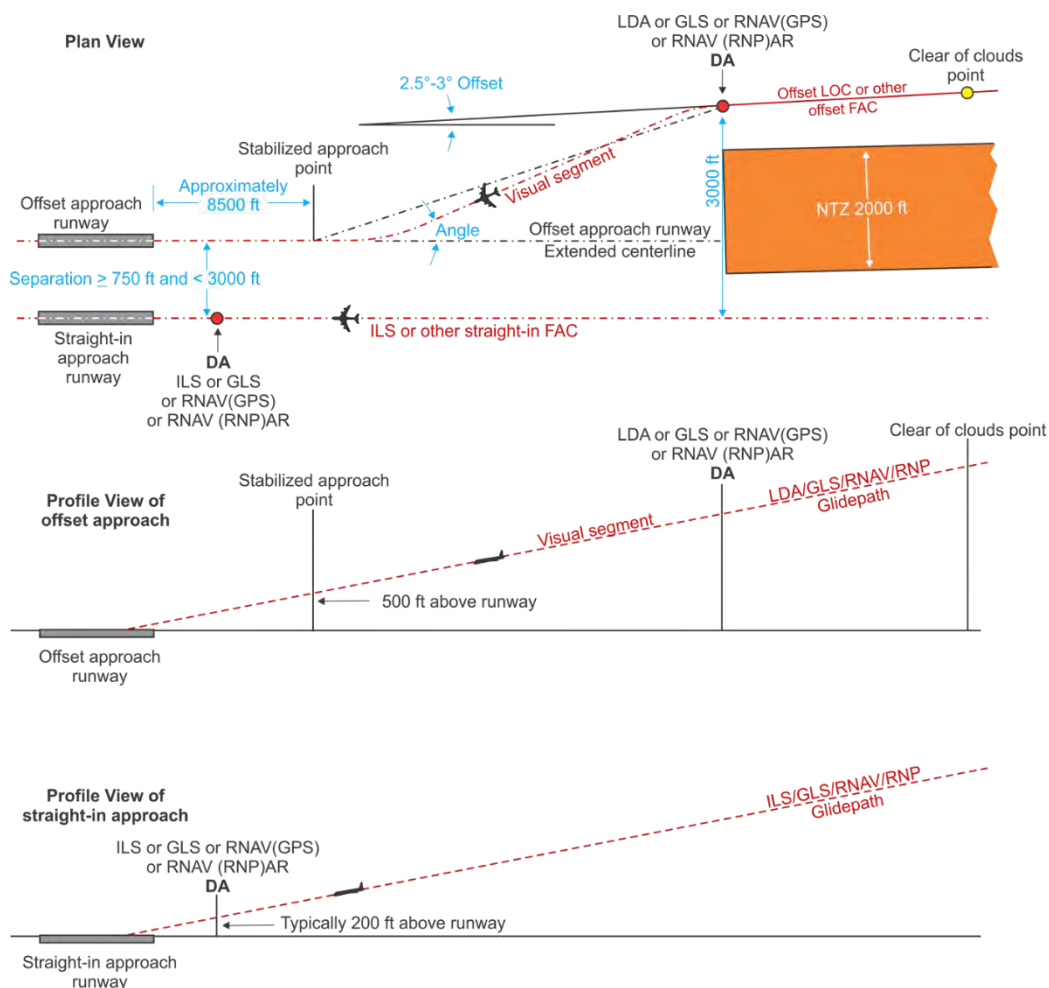 Plan View
LDA or GLS or RNAV(GPS)
or RNAV (RNP)AR
DA
Clear of clouds
point
2.5°-3° Offset
Offset LOC or other
offset FAC
Stabilized approach
point
Approximately
8500 ft
Offset approach
runway
Visual segment
3000 ft
NTZ 2000 ft
Angle
Offset approach runway
Extended centerline
Separation ≥ 750 ft and < 3000 ft
ILS or other straight-in FAC
Straight-in
approach
runway
DA
ILS or GLS
or RNAV(GPS)
or RNAV (RNP)AR
LDA or GLS or RNAV(GPS)
or RNAV (RNP)AR
DA
Clear of clouds point
Stabilized approach
point
Profile View of
offset approach
LDA/GLS/RNAV/RNP
Glidepath
Visual segment
500 ft above runway
Offset approach
runway
Profile View of
straight-in approach
ILS/GLS/RNAV/RNP
Glidepath
ILS or GLS or RNAV(GPS)
or RNAV (RNP)AR
DA
Typically 200 ft above runway
Straight-in approach
runway